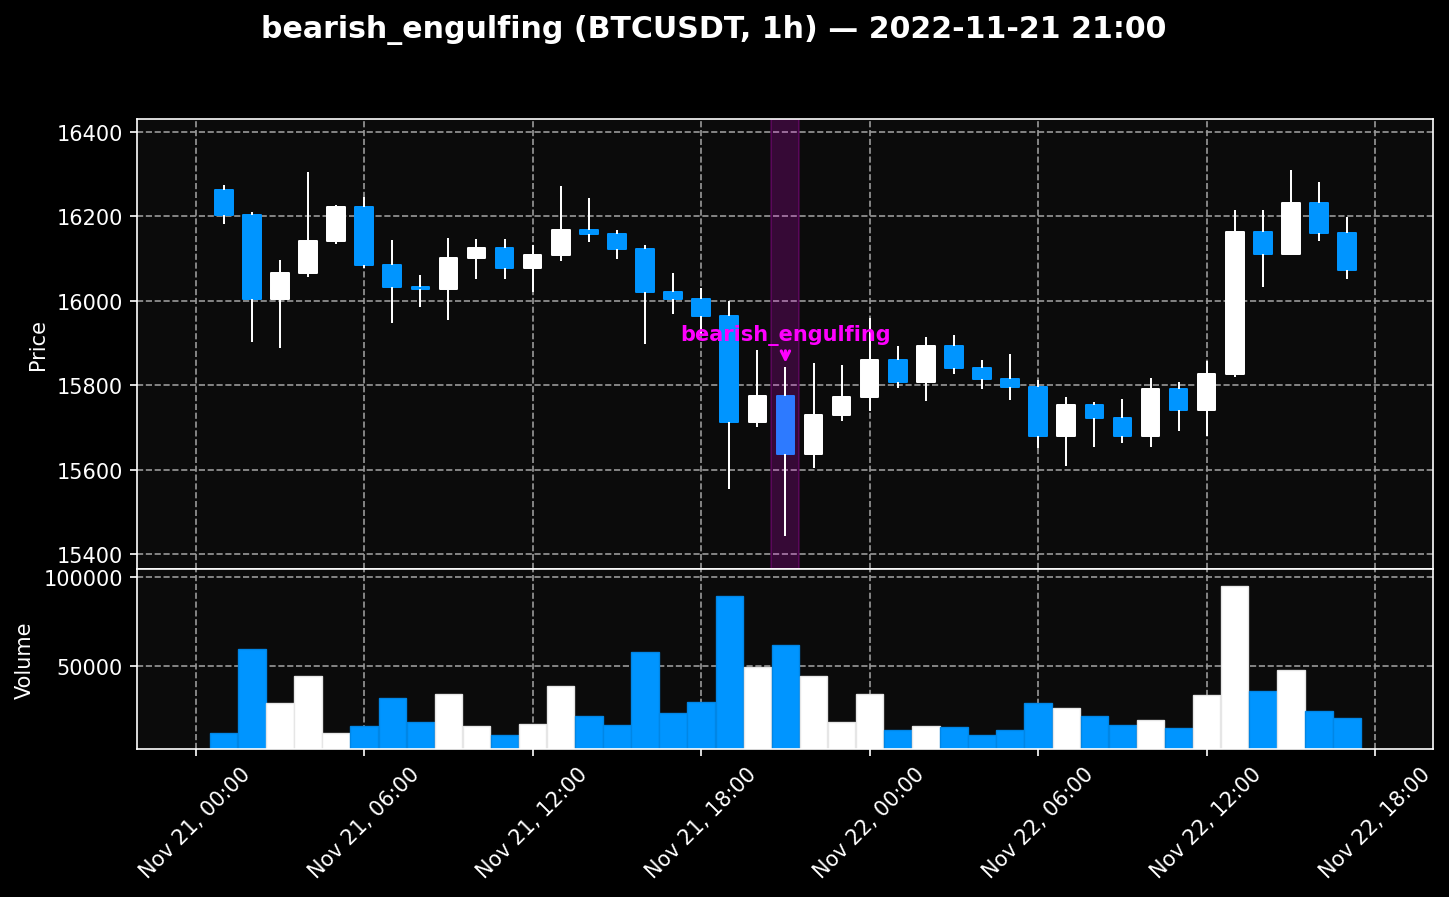 bearish_engulfing (BTCUSDT, 1h) — 2022-11-21 21:00
16400
16200
16000
15800
15600
15400
Price
bearish_engulfing
100000
50000
Volume
Nov 21, 00:00
Nov 21, 06:00
Nov 21, 12:00
Nov 21, 18:00
Nov 22, 00:00
Nov 22, 06:00
Nov 22, 12:00
Nov 22, 18:00